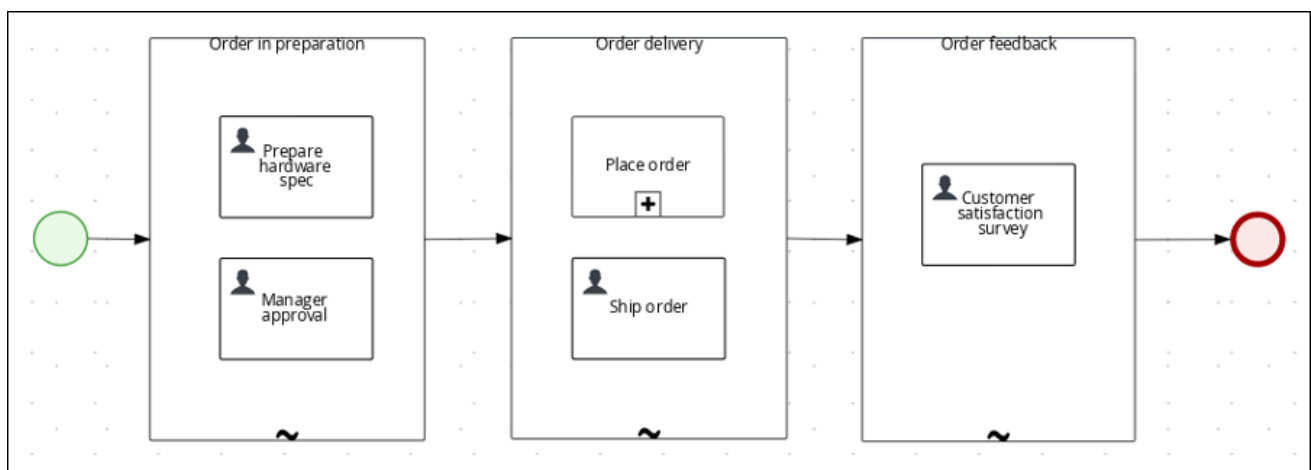 Order in preparation
Prepare
hardware
spec
Manager
approval
Order delivery
Place order
Ship order
Order feedback
Customer
satisfaction
survey